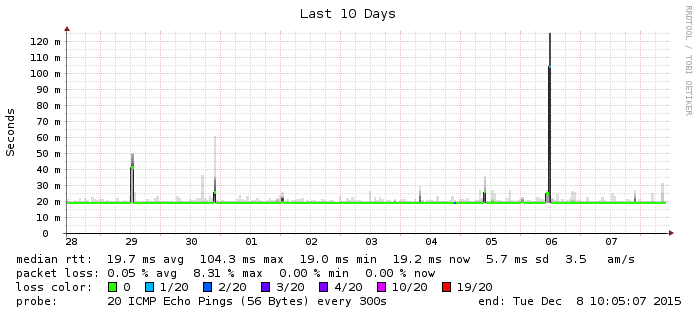 Last 10 Days
RRDTOOL / TOBI OETIKER
Seconds
120 m
110 m
100 m
90 m
80 m
70 m
60 m
50 m
40 m
30 m
20 m
10 m
0
28 29 30 01 02 03 04 05 06 07
median rtt: 19.7 ms avg 104.3 ms max 19.0 ms min 19.2 ms now 5.7 ms sd 3.5 am/s
packet loss: 0.05 % avg 8.31 % max 0.00 % min 0.00 % now
loss color: 0 1/20 2/20 3/20 4/20 10/20 19/20
probe: 20 ICMP Echo Pings (56 Bytes) every 300s end: Tue Dec 8 10:05:07 2015